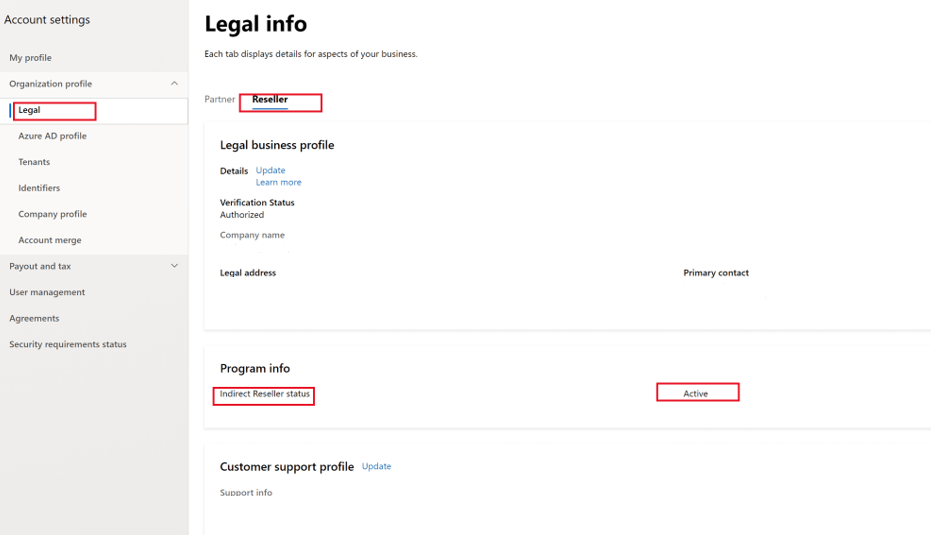 Account settings
My profile
Organization profile
Legal
Azure AD profile
Tenants
Identifiers
Company profile
Account merge
Payout and tax
User management
Agreements
Security requirements status
Legal info
Each tab displays details for aspects of your business.
Partner Reseller
Legal business profile
Details Update
Learn more
Verification Status
Authorized
Company name
Legal address Primary contact
Program info
Indirect Reseller status Active
Customer support profile Update
Support info